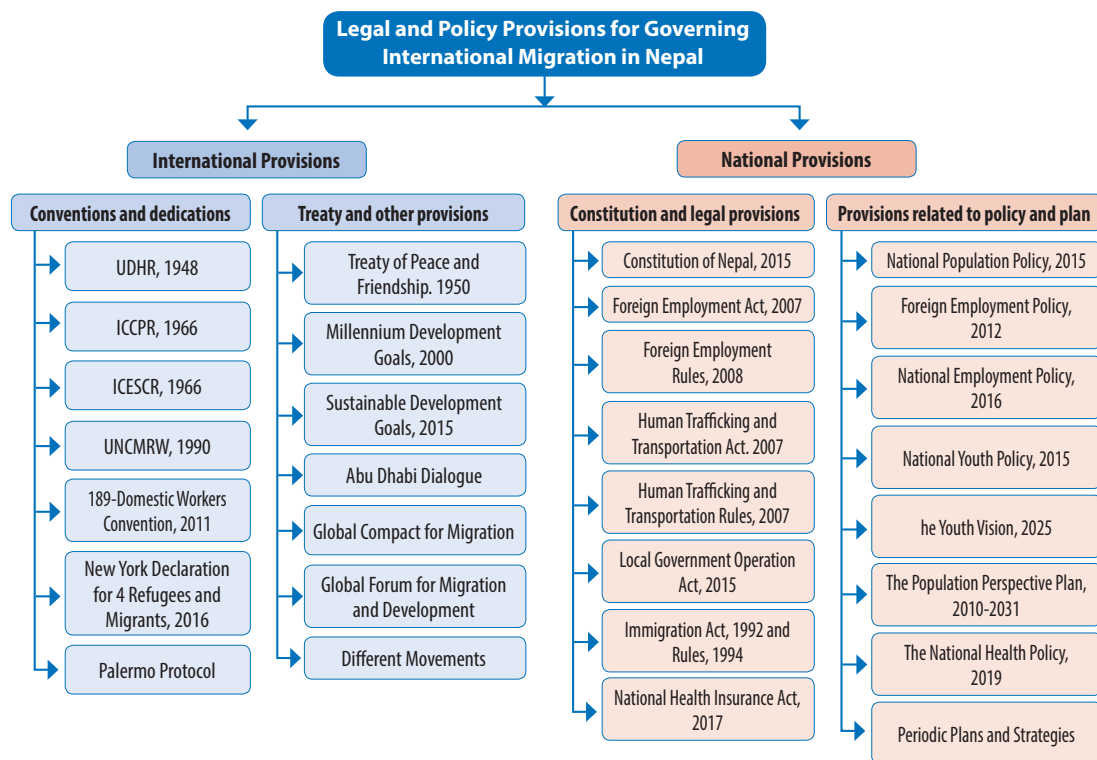 Legal and Policy Provisions for Governing
International Migration in Nepal
International Provisions
National Provisions
Conventions and dedications
UDHR, 1948
ICCPR, 1966
ICESCR, 1966
UNCMRW, 1990
189-Domestic Workers
Convention, 2011
New York Declaration
for 4 Refugees and
Migrants, 2016
Palermo Protocol
Treaty and other provisions
Treaty of Peace and
Friendship. 1950
Millennium Development
Goals, 2000
Sustainable Development
Goals, 2015
Abu Dhabi Dialogue
Global Compact for Migration
Global Forum for Migration
and Development
Different Movements
Constitution and legal provisions
Constitution of Nepal, 2015
Foreign Employment Act, 2007
Foreign Employment
Rules, 2008
Human Trafficking and
Transportation Act. 2007
Human Trafficking and
Transportation Rules, 2007
Local Government Operation
Act, 2015
Immigration Act, 1992 and
Rules, 1994
National Health Insurance Act,
2017
Provisions related to policy and plan
National Population Policy, 2015
Foreign Employment Policy,
2012
National Employment Policy,
2016
National Youth Policy, 2015
he Youth Vision, 2025
The Population Perspective Plan,
2010-2031
The National Health Policy,
2019
Periodic Plans and Strategies